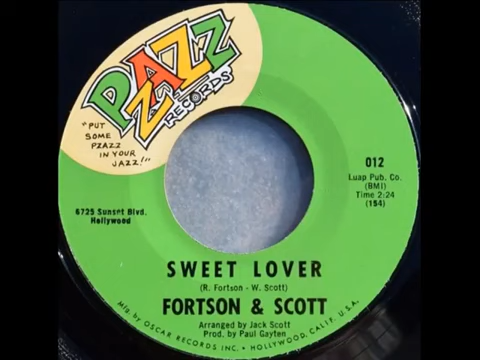 PZAZZ
RECORDS
"PUT
SOME
PZAZZ
IN YOUR
JAZZ!"
012
Luap Pub. Co.
(BMI)
Time 2:24
(154)
6725 Sunset Blvd.
Hollywood
SWEET LOVER
(R. Fortson - W. Scott)
FORTSON & SCOTT
Arranged by Jack Scott
Prod. by Paul Gayten
Mfg. by OSCAR RECORDS INC. • HOLLYWOOD, CALIF. U.S.A.